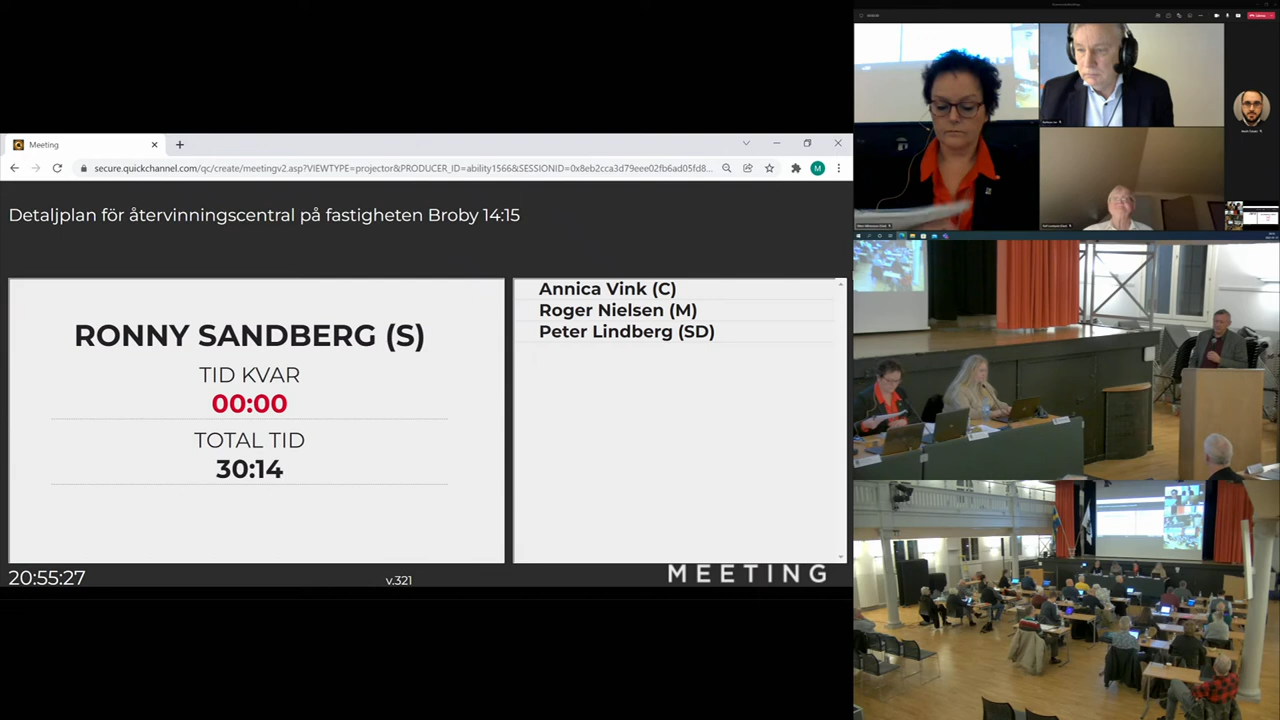 Meeting
secure.quickchannel.com/qc/create/meetingv2.asp?VIEWTYPE=projector&PRODUCER_ID=ability1566&SESSIONID=0x8eb2cca3d79eee02fb6ad05fd8...
M
Detaljplan för återvinningscentral på fastigheten Broby 14:15
RONNY SANDBERG (S)
TID KVAR
00:00
TOTAL TID
30:14
Annica Vink (C)
Roger Nielsen (M)
Peter Lindberg (SD)
20:55:27
v.321
MEETING